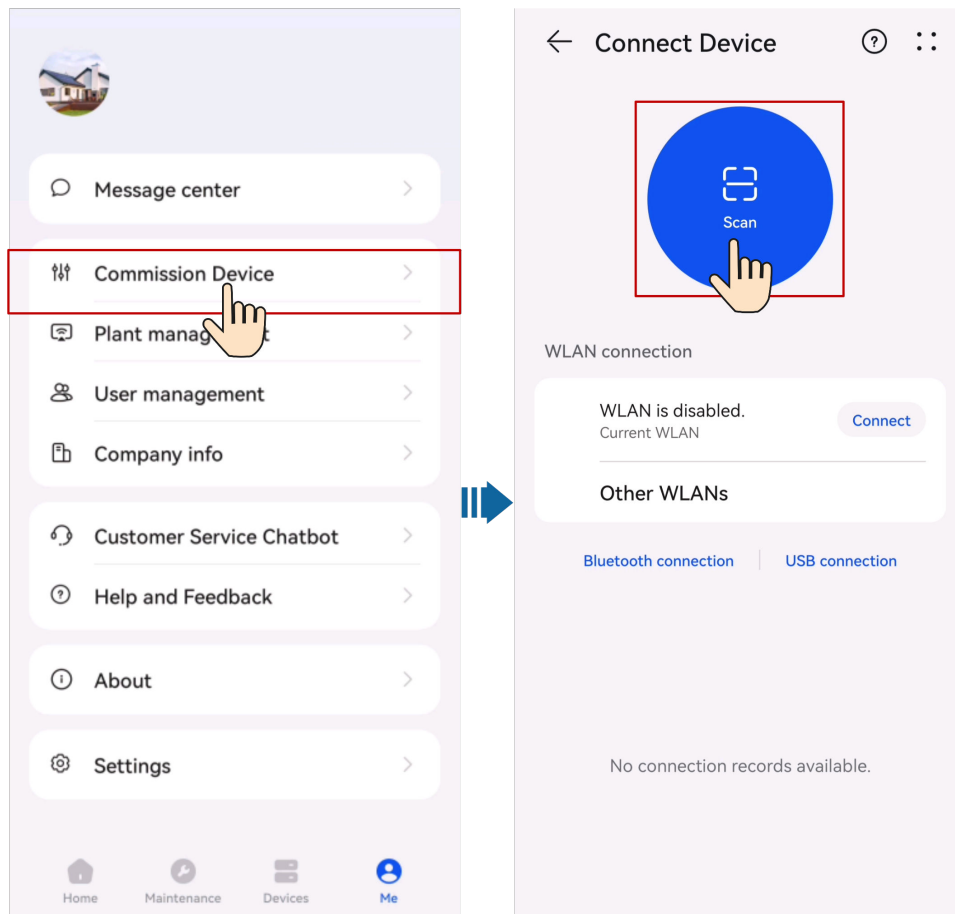 Message center
Commission Device
Plant manag t
User management
Company info
Customer Service Chatbot
Help and Feedback
About
Settings
Home
Maintenance
Devices
Me
Connect Device
Scan
WLAN connection
WLAN is disabled.
Current WLAN
Connect
Other WLANs
Bluetooth connection
USB connection
No connection records available.